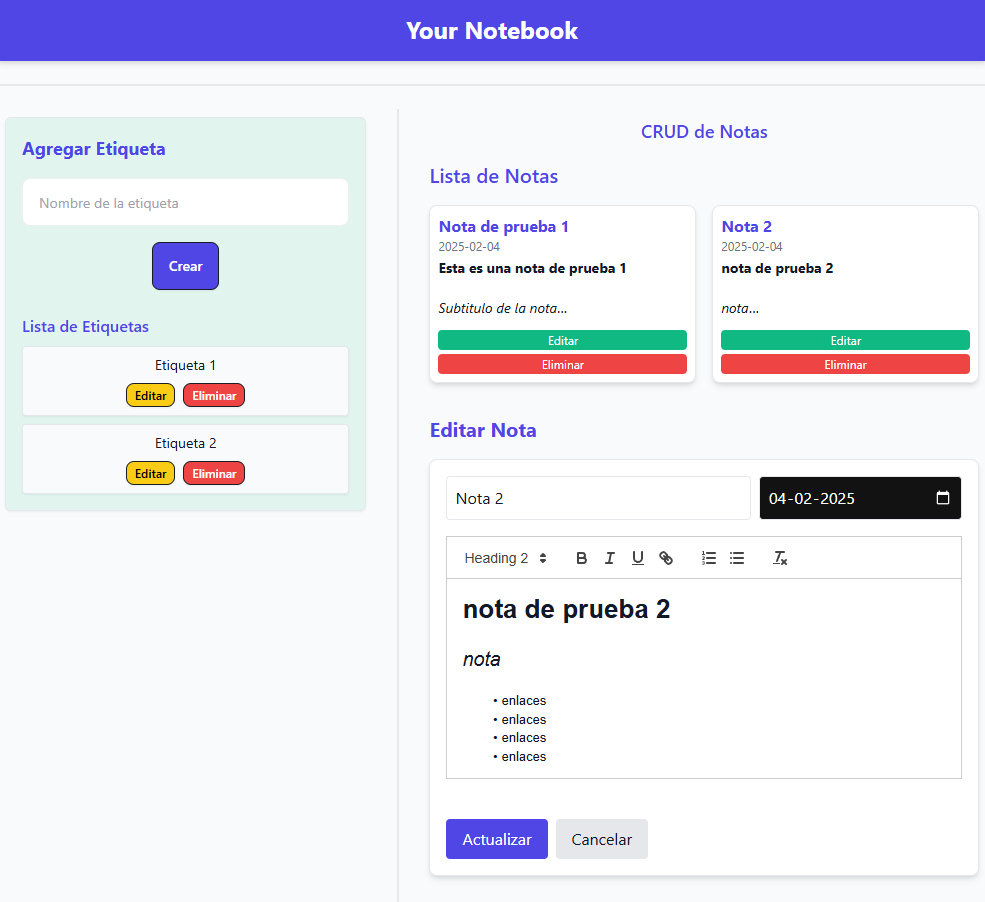 Your Notebook
Agregar Etiqueta
Nombre de la etiqueta
Crear
Lista de Etiquetas
Etiqueta 1
Editar Eliminar
Etiqueta 2
Editar Eliminar
CRUD de Notas
Lista de Notas
Nota de prueba 1
2025-02-04
Esta es una nota de prueba 1
Subtitulo de la nota...
Editar
Eliminar
Nota 2
2025-02-04
nota de prueba 2
nota...
Editar
Eliminar
Editar Nota
Nota 2 04-02-2025
Heading 2 B I U
nota de prueba 2
nota
• enlaces
• enlaces
• enlaces
• enlaces
Actualizar Cancelar